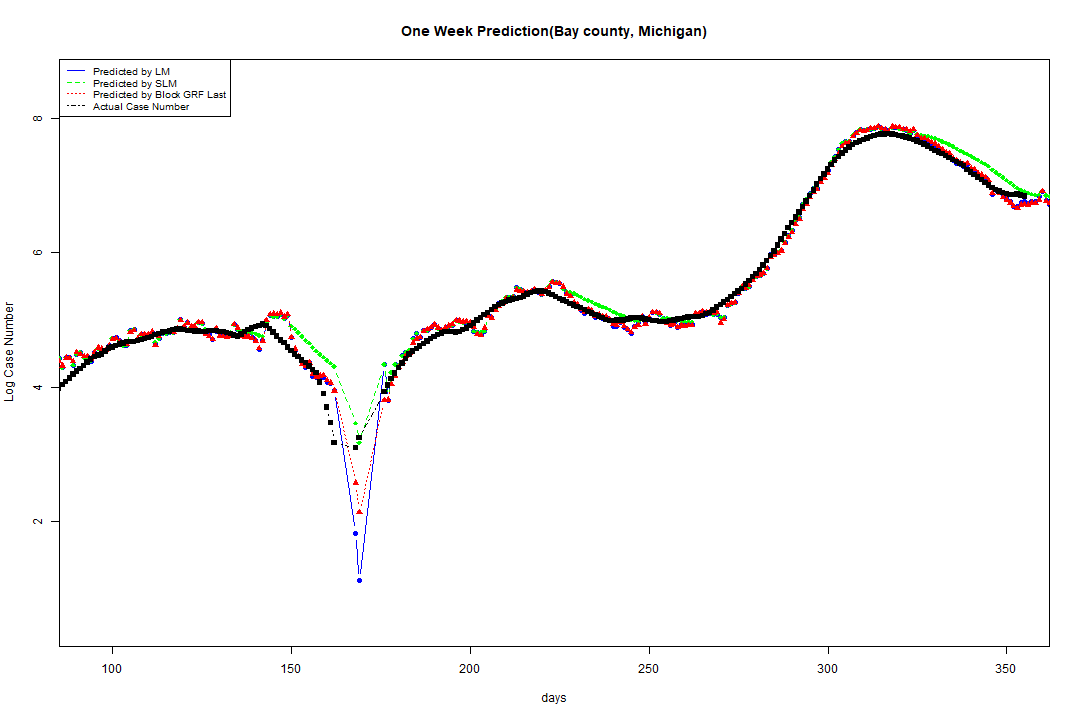 One Week Prediction(Bay county, Michigan)
Predicted by LM
Predicted by SLM
Predicted by Block GRF Last
Actual Case Number
8
6
4
2
Log Case Number
100 150 200 250 300 350
days